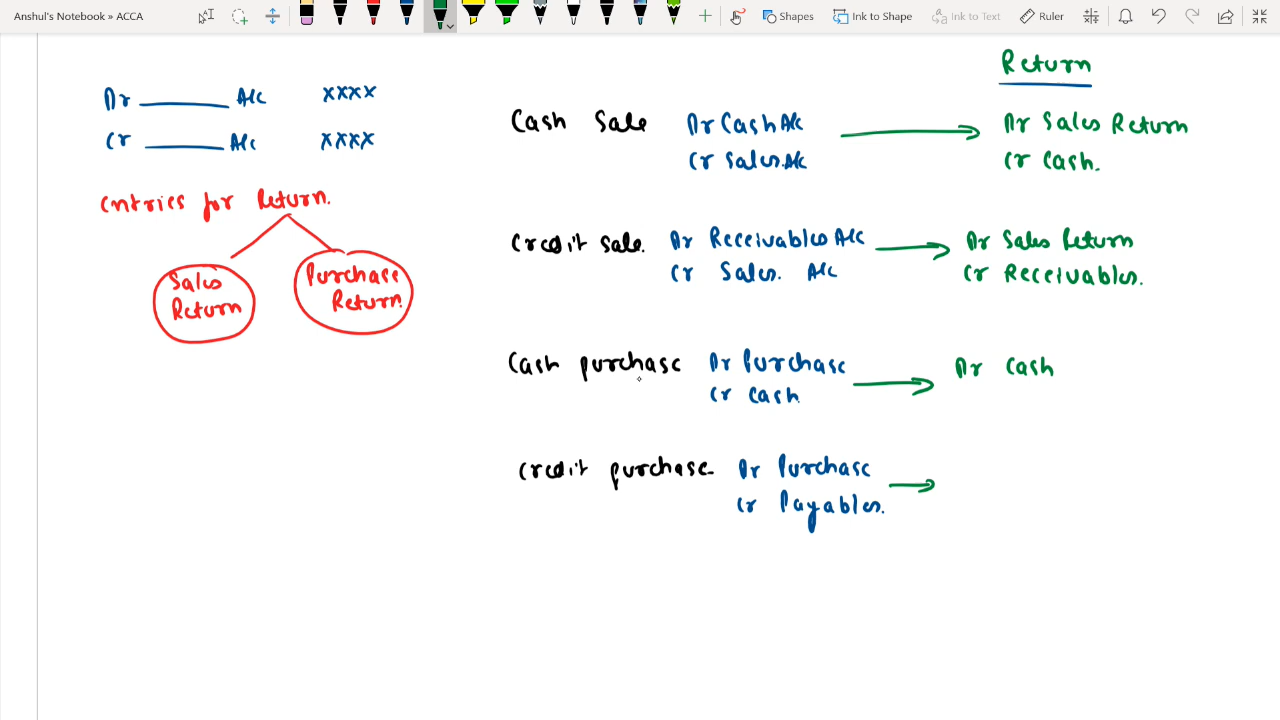 Anshul's Notebook » ACCA
Shapes
Ink to Shape
Ink to Text
Ruler
Return
Dr ______ A/c xxxx
Cr ______ A/c xxxx
Entries for Return.
Sales Return
Purchase Return.
Cash Sale Dr Cash A/c
Cr Sales. A/c
Dr Sales Return
Cr Cash.
Credit Sale. Dr Receivables A/c
Cr Sales. A/c
Dr Sales Return
Cr Receivables.
Cash purchase Dr Purchase
Cr Cash
Dr Cash
Credit purchase Dr Purchase
Cr Payables.